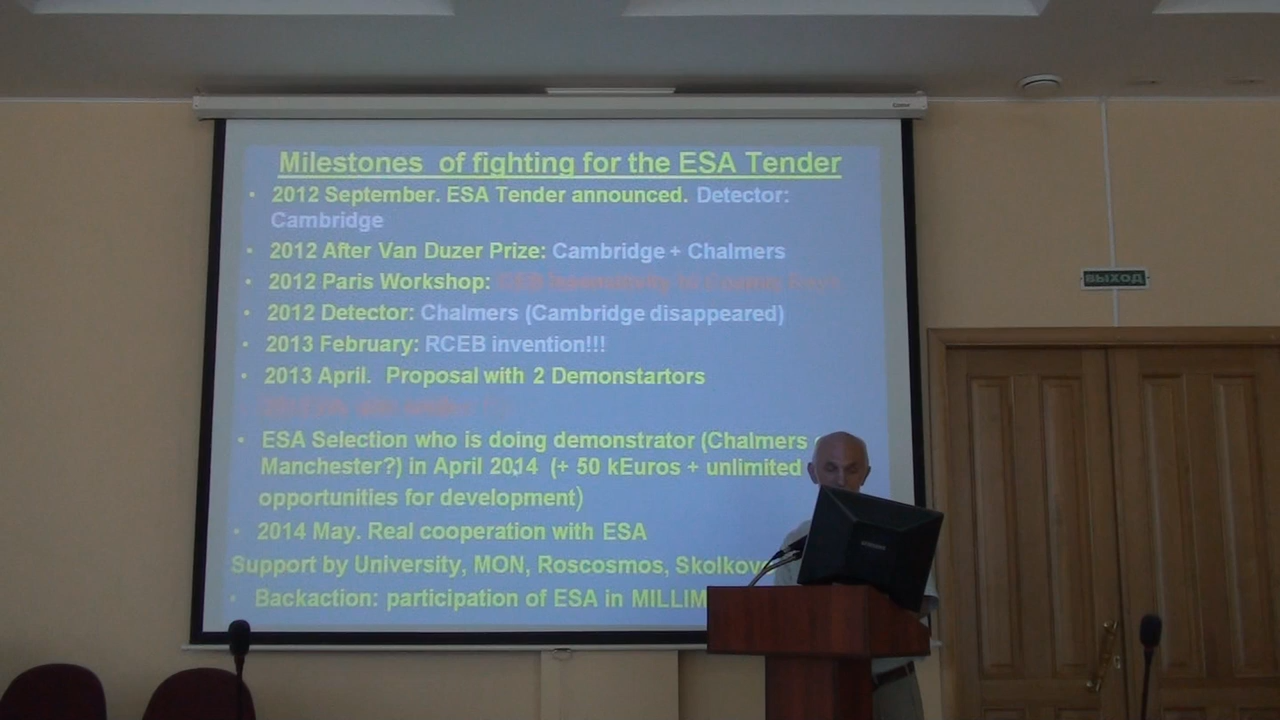 Milestones of fighting for the ESA Tender
• 2012 September. ESA Tender announced. Detector:
Cambridge
• 2012 After Van Duzer Prize: Cambridge + Chalmers
• 2012 Paris Workshop: CEB
• 2012 Detector: Chalmers (Cambridge disappeared)
• 2013 February: RCEB invention!!!
• 2013 April. Proposal with 2 Demonstartors
• ESA Selection who is doing demonstrator (Chalmers
Manchester?) in April 2014 (+ 50 kEuros + unlimited
opportunities for development)
• 2014 May. Real cooperation with ESA
Support by University, MON, Roscosmos,
• Backaction: participation of ESA in
ВЫХОД